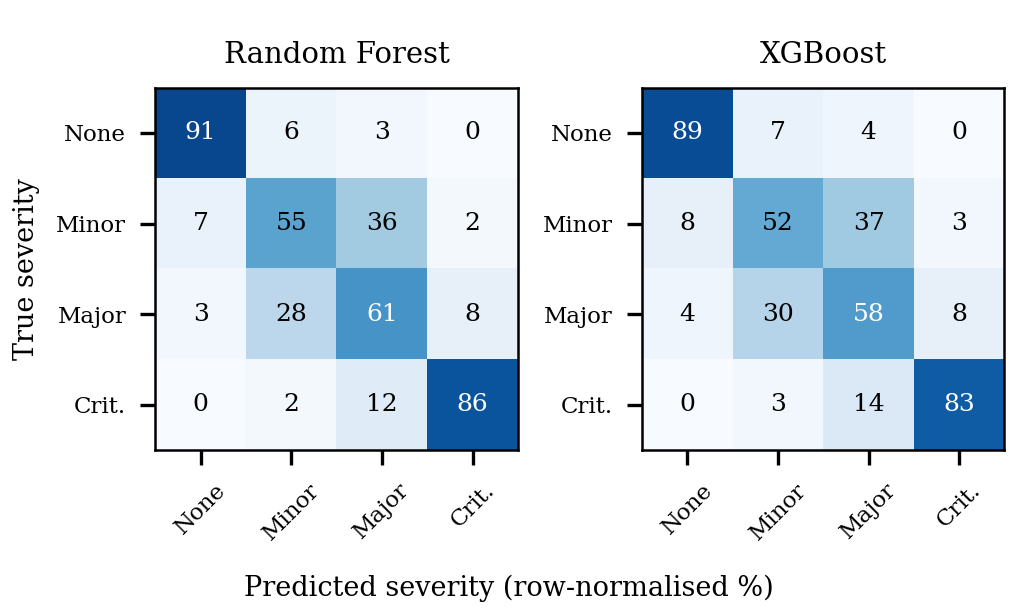 Random Forest
XGBoost
True severity
None 91 6 3 0
Minor 7 55 36 2
Major 3 28 61 8
Crit. 0 2 12 86
None Minor Major Crit.
None 89 7 4 0
Minor 8 52 37 3
Major 4 30 58 8
Crit. 0 3 14 83
None Minor Major Crit.
Predicted severity (row-normalised %)